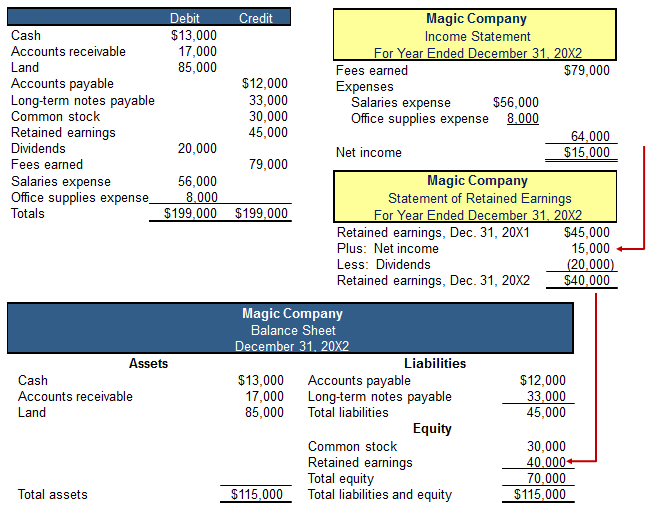 Debit Credit
Cash $13,000
Accounts receivable 17,000
Land 85,000
Accounts payable $12,000
Long-term notes payable 33,000
Common stock 30,000
Retained earnings 45,000
Dividends 20,000
Fees earned 79,000
Salaries expense 56,000
Office supplies expense 8,000
Totals $199,000 $199,000
Magic Company
Income Statement
For Year Ended December 31, 20X2
Fees earned $79,000
Expenses
Salaries expense $56,000
Office supplies expense 8,000
64,000
Net income $15,000
Magic Company
Statement of Retained Earnings
For Year Ended December 31, 20X2
Retained earnings, Dec. 31, 20X1 $45,000
Plus: Net income 15,000
Less: Dividends (20,000)
Retained earnings, Dec. 31, 20X2 $40,000
Magic Company
Balance Sheet
December 31, 20X2
Assets Liabilities
Cash $13,000 Accounts payable $12,000
Accounts receivable 17,000 Long-term notes payable 33,000
Land 85,000 Total liabilities 45,000
Equity
Common stock 30,000
Retained earnings 40,000
Total equity 70,000
Total assets $115,000 Total liabilities and equity $115,000